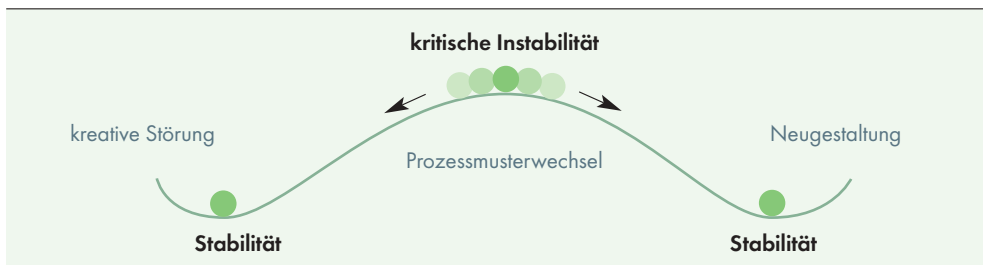 kritische Instabilität
kreative Störung
Neugestaltung
Prozessmusterwechsel
Stabilität
Stabilität